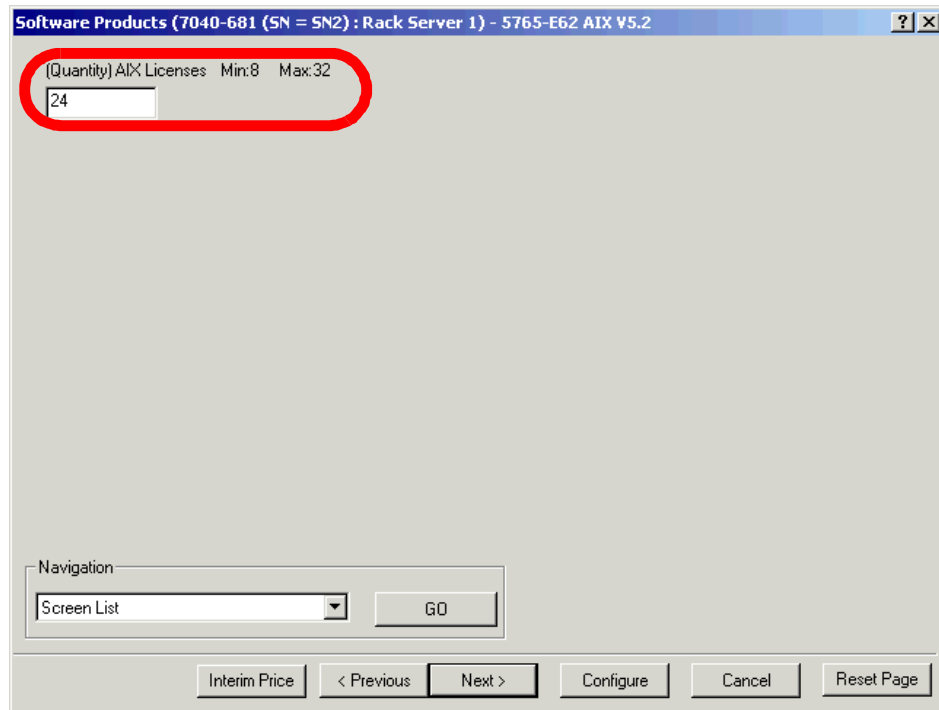 Software Products (7040-681 (SN = SN2) : Rack Server 1) - 5765-E62 AIX V5.2
(Quantity) AIX Licenses Min:8 Max:32
24
Navigation
Screen List
GO
Interim Price < Previous Next > Configure Cancel Reset Page